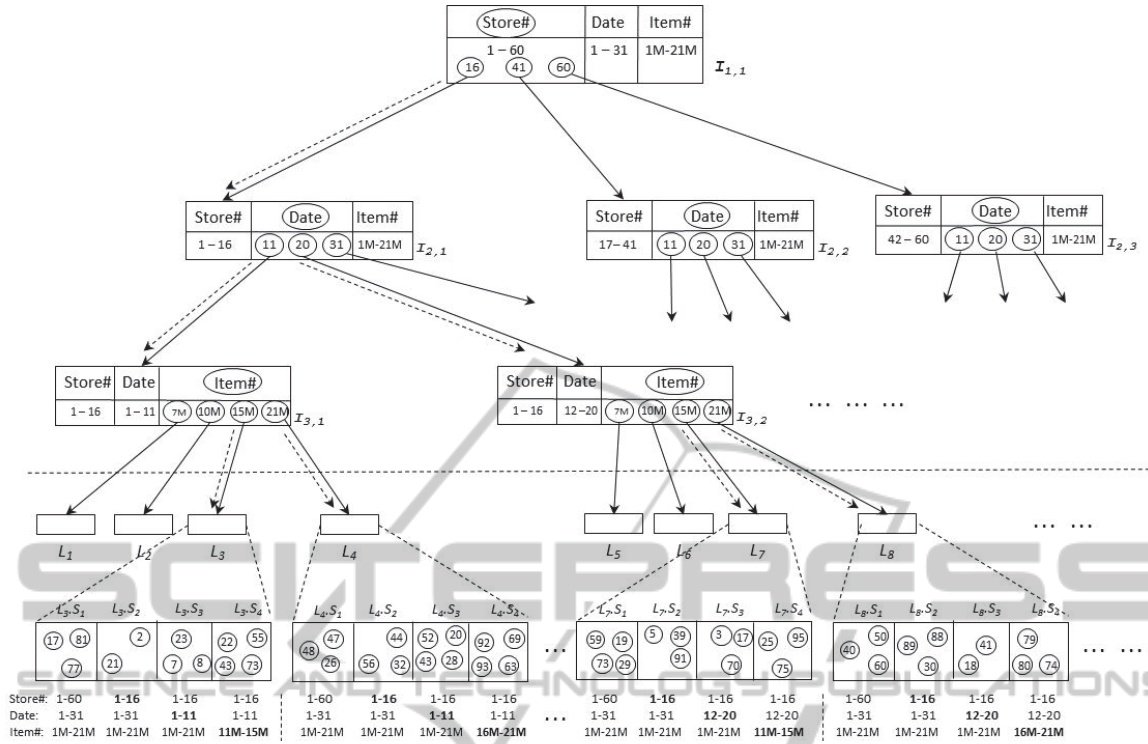 Store# Date Item#
1 – 60 1 – 31 1M-21M
16 41 60
I1,1
Store# Date Item#
1 – 16 11 20 31 1M-21M
I2,1
Store# Date Item#
17– 41 11 20 31 1M-21M
I2,2
Store# Date Item#
42 – 60 11 20 31 1M-21M
I2,3
Store# Date Item#
1 – 16 1 – 11 7M 10M 15M 21M
I3,1
Store# Date Item#
1 – 16 12 –20 7M 10M 15M 21M
I3,2
... ... ...
L1 L2 L3 L4 L5 L6 L7 L8 ... ...
SCITEPRESS
L3.S1 L3.S2 L3.S3 L3.S4 L4.S1 L4.S2 L4.S3 L4.S4 L7.S1 L7.S2 L7.S3 L7.S4 L8.S1 L8.S2 L8.S3 L8.S4
17 81 77
2 21
23 7 8
22 55 43 73
47 48 26
44 56 32
52 20 43 28
92 69 93 63
...
59 19 73 29
5 39 91
3 17 70
25 95 75
50 40 60
88 89 30
41 18
79 80 74
... ...
SCIENCE AND TECHNOLOGY PUBLICATIONS
Store#: 1-60 1-16 1-16 1-16 1-60 1-16 1-16 1-16 1-60 1-16 1-16 1-16 1-60 1-16 1-16 1-16
Date: 1-31 1-31 1-11 1-11 1-31 1-31 1-11 1-11 ... 1-31 1-31 12-20 12-20 1-31 1-31 12-20 12-20
Item#: 1M-21M 1M-21M 1M-21M 11M-15M 1M-21M 1M-21M 1M-21M 16M-21M 1M-21M 1M-21M 1M-21M 11M-15M 1M-21M 1M-21M 1M-21M 16M-21M